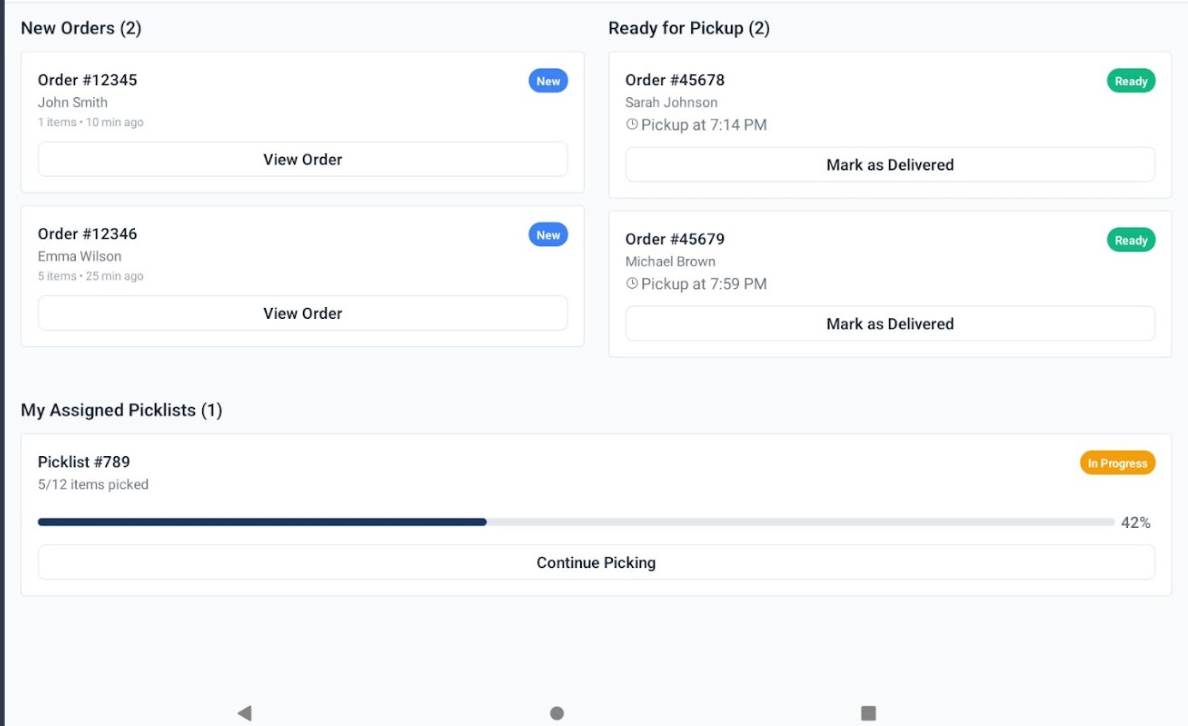 New Orders (2)
Order #12345
New
John Smith
1 items • 10 min ago
View Order
Order #12346
New
Emma Wilson
5 items • 25 min ago
View Order
Ready for Pickup (2)
Order #45678
Ready
Sarah Johnson
Pickup at 7:14 PM
Mark as Delivered
Order #45679
Ready
Michael Brown
Pickup at 7:59 PM
Mark as Delivered
My Assigned Picklists (1)
Picklist #789
In Progress
5/12 items picked
42%
Continue Picking